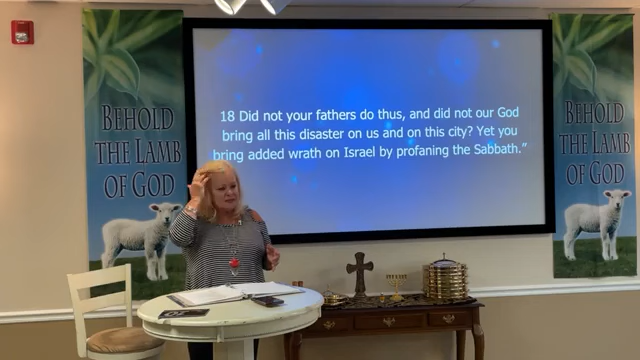 BEHOLD
THE LAMB
OF GOD
18 Did not your fathers do thus, and did not our God
bring all this disaster on us and on this city? Yet you
bring added wrath on Israel by profaning the Sabbath.”
BEHOLD
THE LAMB
OF GOD